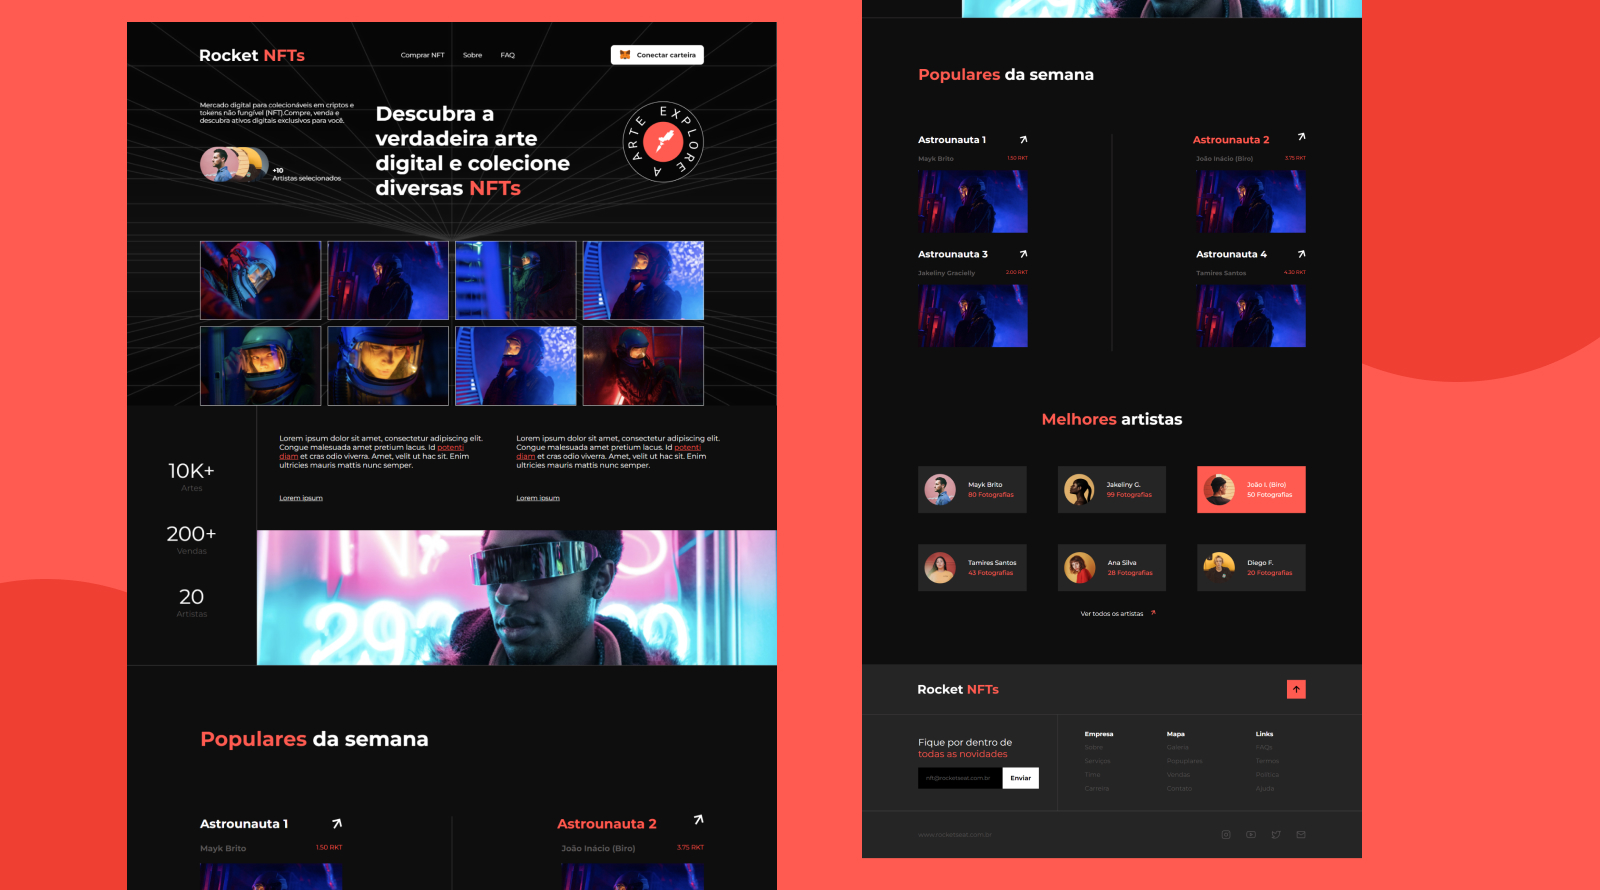 Rocket NFTs
Comprar NFT
Sobre
FAQ
Conectar carteira
Mercado digital para colecionáveis em criptos e
tokens não fungível (NFT).Compre, venda e
descubra ativos digitais exclusivos para você.
+10
Artistas selecionados
Descubra a
verdadeira arte
digital e colecione
diversas NFTs
EXPLORE A ARTE
10K+
Artes
200+
Vendas
20
Artistas
Lorem ipsum dolor sit amet, consectetur adipiscing elit.
Congue malesuada amet pretium lacus. Id potenti
diam et cras odio viverra. Amet, velit ut hac sit. Enim
ultricies mauris mattis nunc semper.
Lorem ipsum
Lorem ipsum dolor sit amet, consectetur adipiscing elit.
Congue malesuada amet pretium lacus. Id potenti
diam et cras odio viverra. Amet, velit ut hac sit. Enim
ultricies mauris mattis nunc semper.
Lorem ipsum
Populares da semana
Astrounauta 1
Mayk Brito
1.50 RKT
Astrounauta 2
João Inácio (Biro)
3.75 RKT
Populares da semana
Astrounauta 1
Mayk Brito
1.50 RKT
Astrounauta 2
João Inácio (Biro)
3.75 RKT
Astrounauta 3
Jakeliny Gracielly
2.00 RKT
Astrounauta 4
Tamires Santos
4.30 RKT
Melhores artistas
Mayk Brito
80 Fotografias
Jakeliny G.
99 Fotografias
João I. (Biro)
50 Fotografias
Tamires Santos
43 Fotografias
Ana Silva
28 Fotografias
Diego F.
20 Fotografias
Ver todos os artistas
Rocket NFTs
Fique por dentro de
todas as novidades
nft@rocketseat.com.br
Enviar
Empresa
Sobre
Serviços
Time
Carreira
Mapa
Galeria
Vendas
Contato
Links
FAQs
Termos
Política
Ajuda
www.rocketseat.com.br